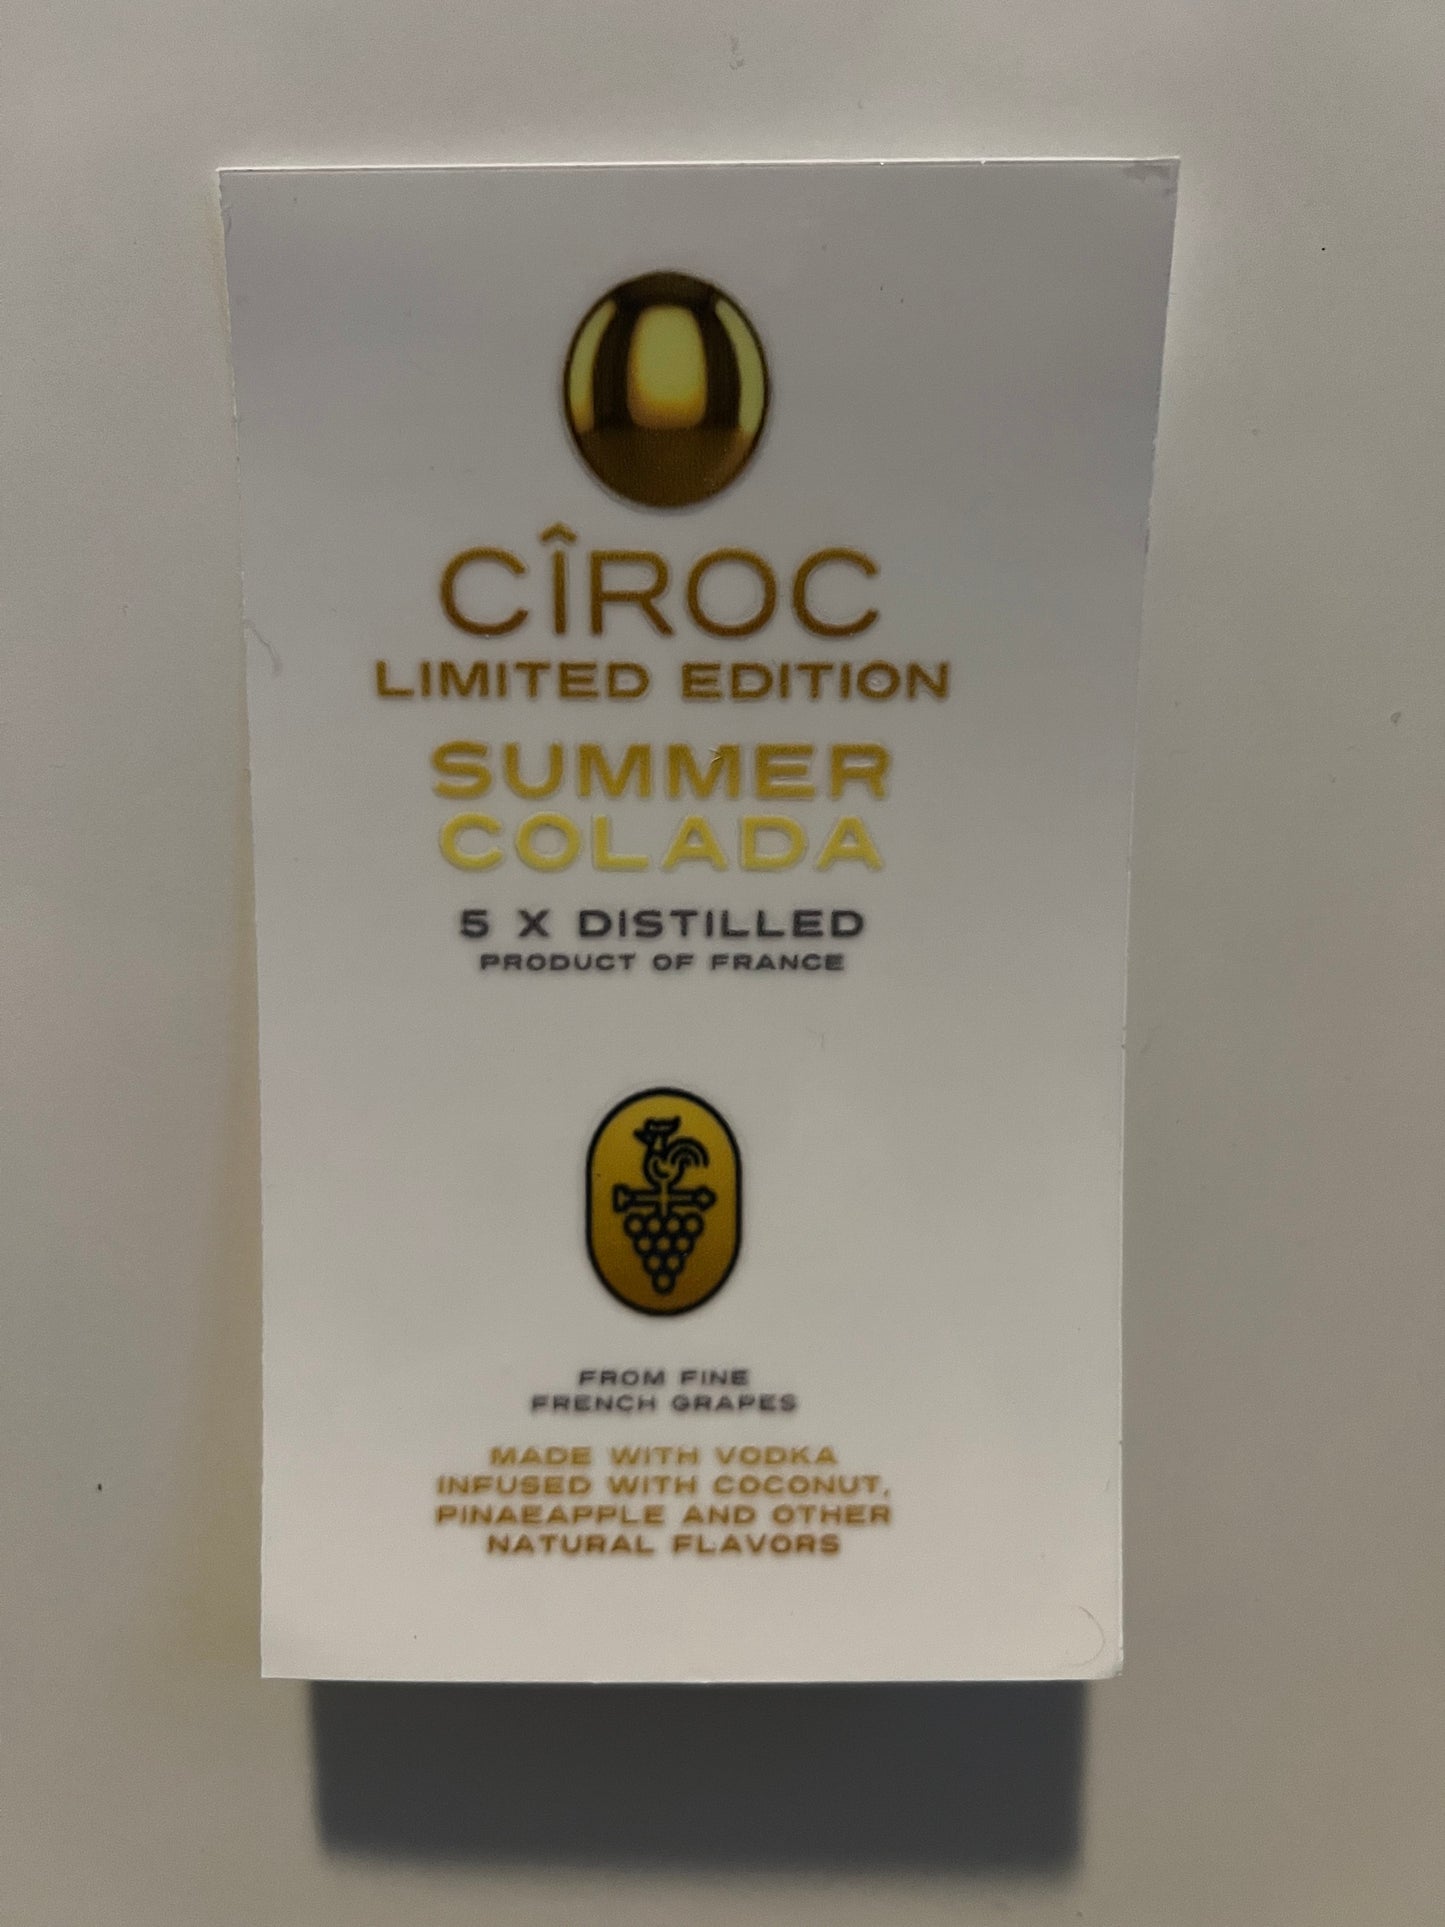 CÎROC
LIMITED EDITION
SUMMER
COLADA
5 X DISTILLED
PRODUCT OF FRANCE
FROM FINE
FRENCH GRAPES
MADE WITH VODKA
INFUSED WITH COCONUT,
PINAEAPPLE AND OTHER
NATURAL FLAVORS